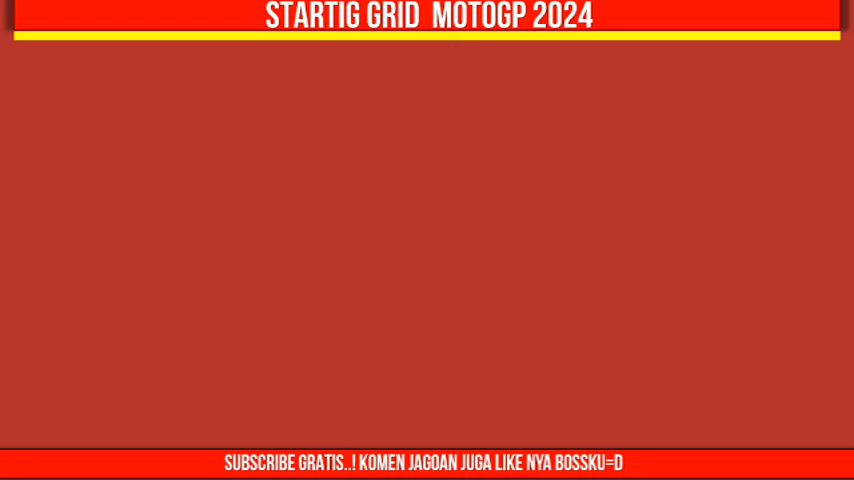 STARTIG GRID  MOTOGP 2024
SUBSCRIBE GRATIS..! KOMEN JAGOAN JUGA LIKE NYA BOSSKU=D